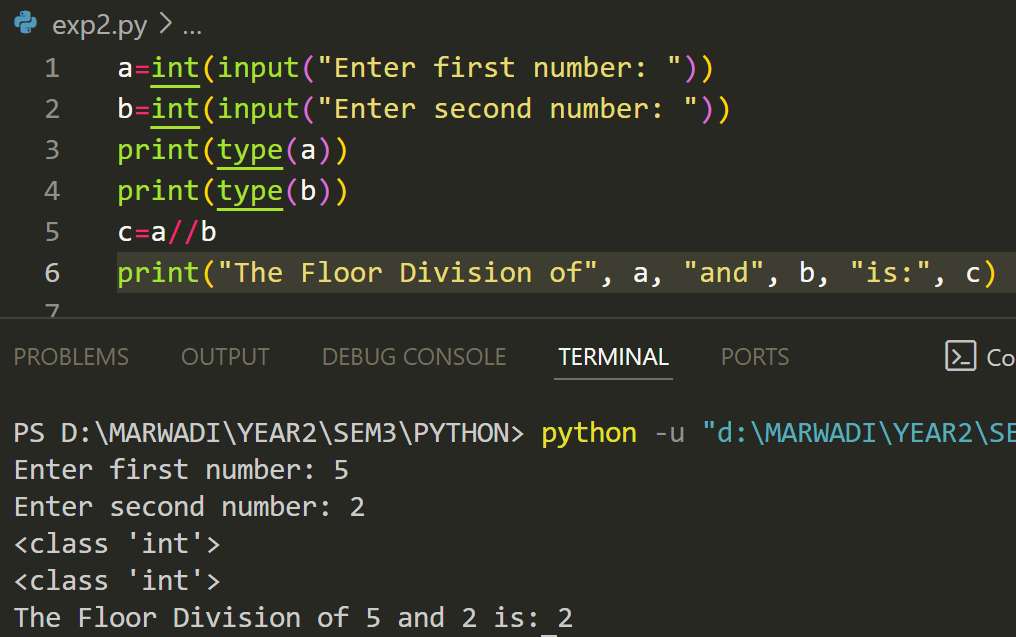 exp2.py > ...
1 a=int(input("Enter first number: "))
2 b=int(input("Enter second number: "))
3 print(type(a))
4 print(type(b))
5 c=a//b
6 print("The Floor Division of", a, "and", b, "is:", c)
7
PROBLEMS OUTPUT DEBUG CONSOLE TERMINAL PORTS Co
PS D:\MARWADI\YEAR2\SEM3\PYTHON> python -u "d:\MARWADI\YEAR2\SE
Enter first number: 5
Enter second number: 2
<class 'int'>
<class 'int'>
The Floor Division of 5 and 2 is: 2